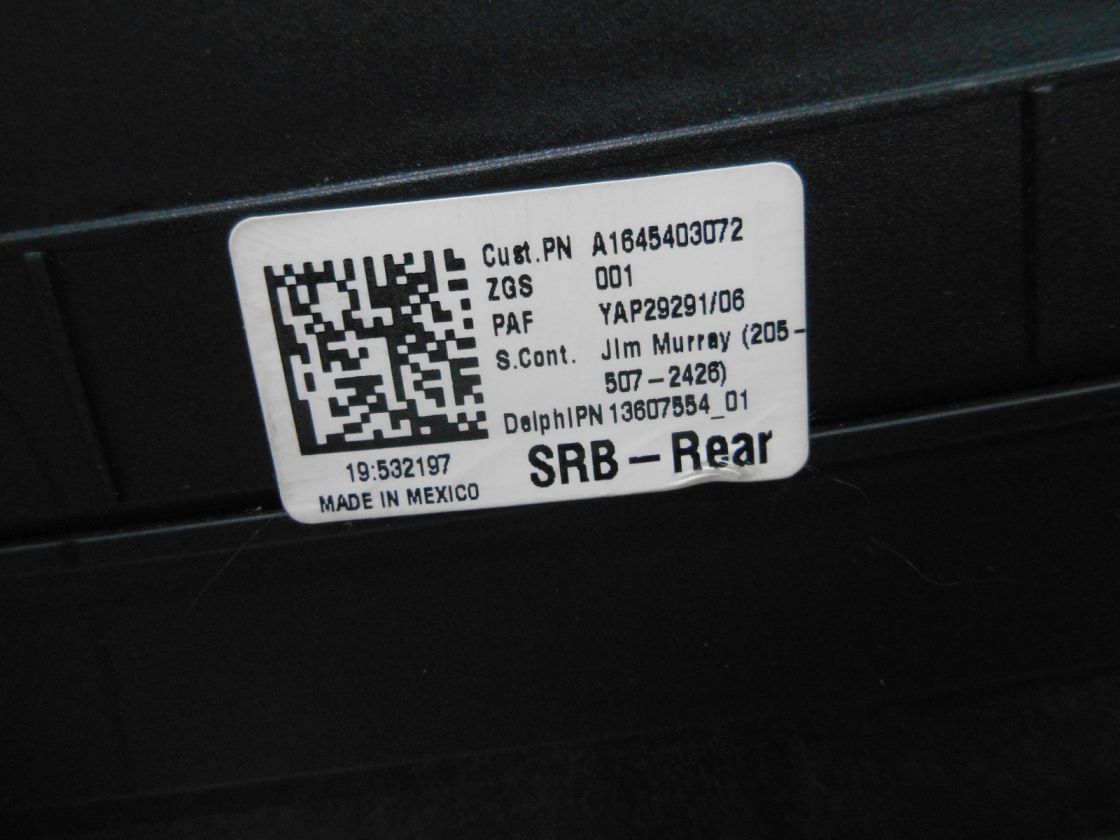 Cust.PN A1645403072
ZGS 001
PAF YAP29291/06
S.Cont. Jim Murray (205-
507-2426)
DelphiPN 13607554_01
SRB-Rear
19:532197
MADE IN MEXICO